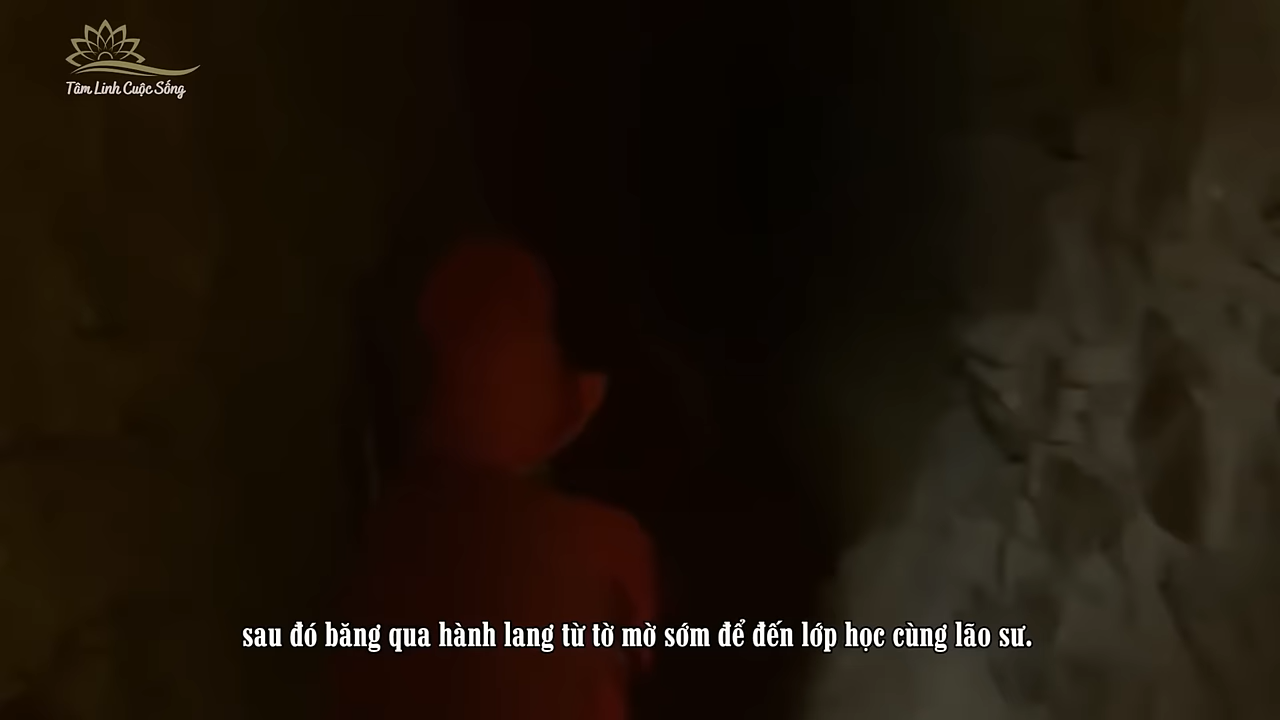 Tâm Linh Cuộc Sống
sau đó băng qua hành lang từ tờ mờ sớm để đến lớp học cùng lão sư.